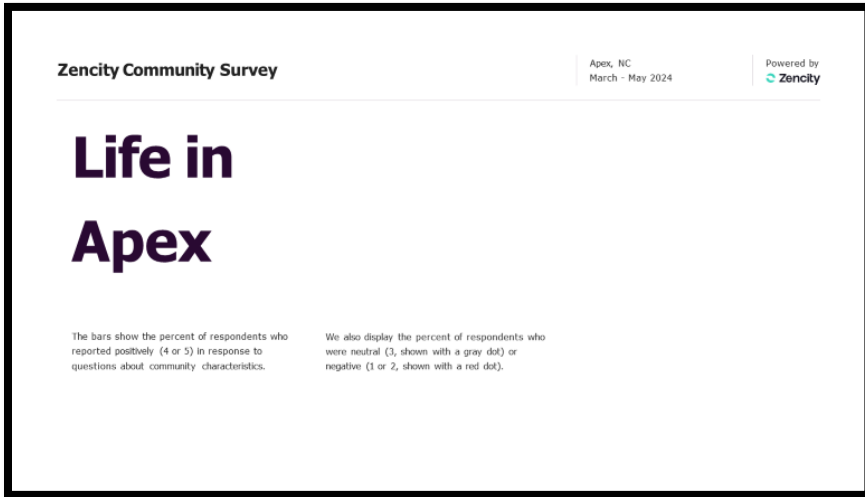 Zencity Community Survey
Apex, NC
March - May 2024
Powered by
Zencity
Life in
Apex
The bars show the percent of respondents who
reported positively (4 or 5) in response to
questions about community characteristics.
We also display the percent of respondents who
were neutral (3, shown with a gray dot) or
negative (1 or 2, shown with a red dot).